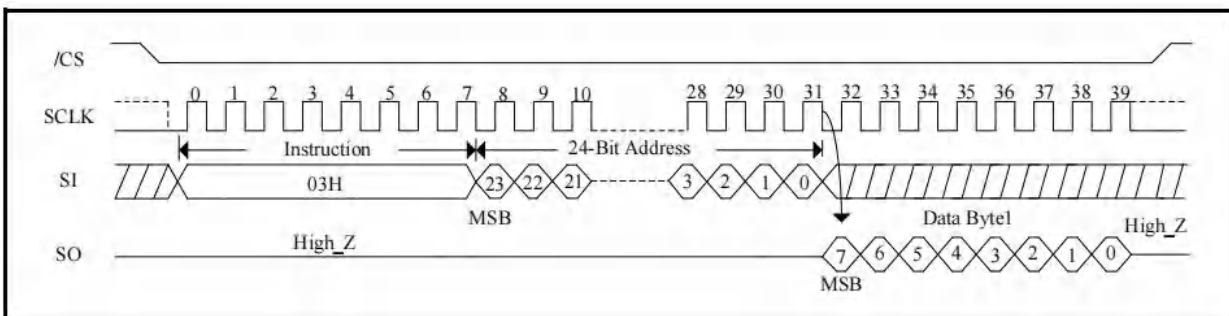 /CS
0 1 2 3 4 5 6 7 8 9 10 28 29 30 31 32 33 34 35 36 37 38 39
SCLK
Instruction 24-Bit Address
SI 03H 23 22 21 3 2 1 0
MSB Data Byte1 High_Z
High_Z
SO 7 6 5 4 3 2 1 0
MSB